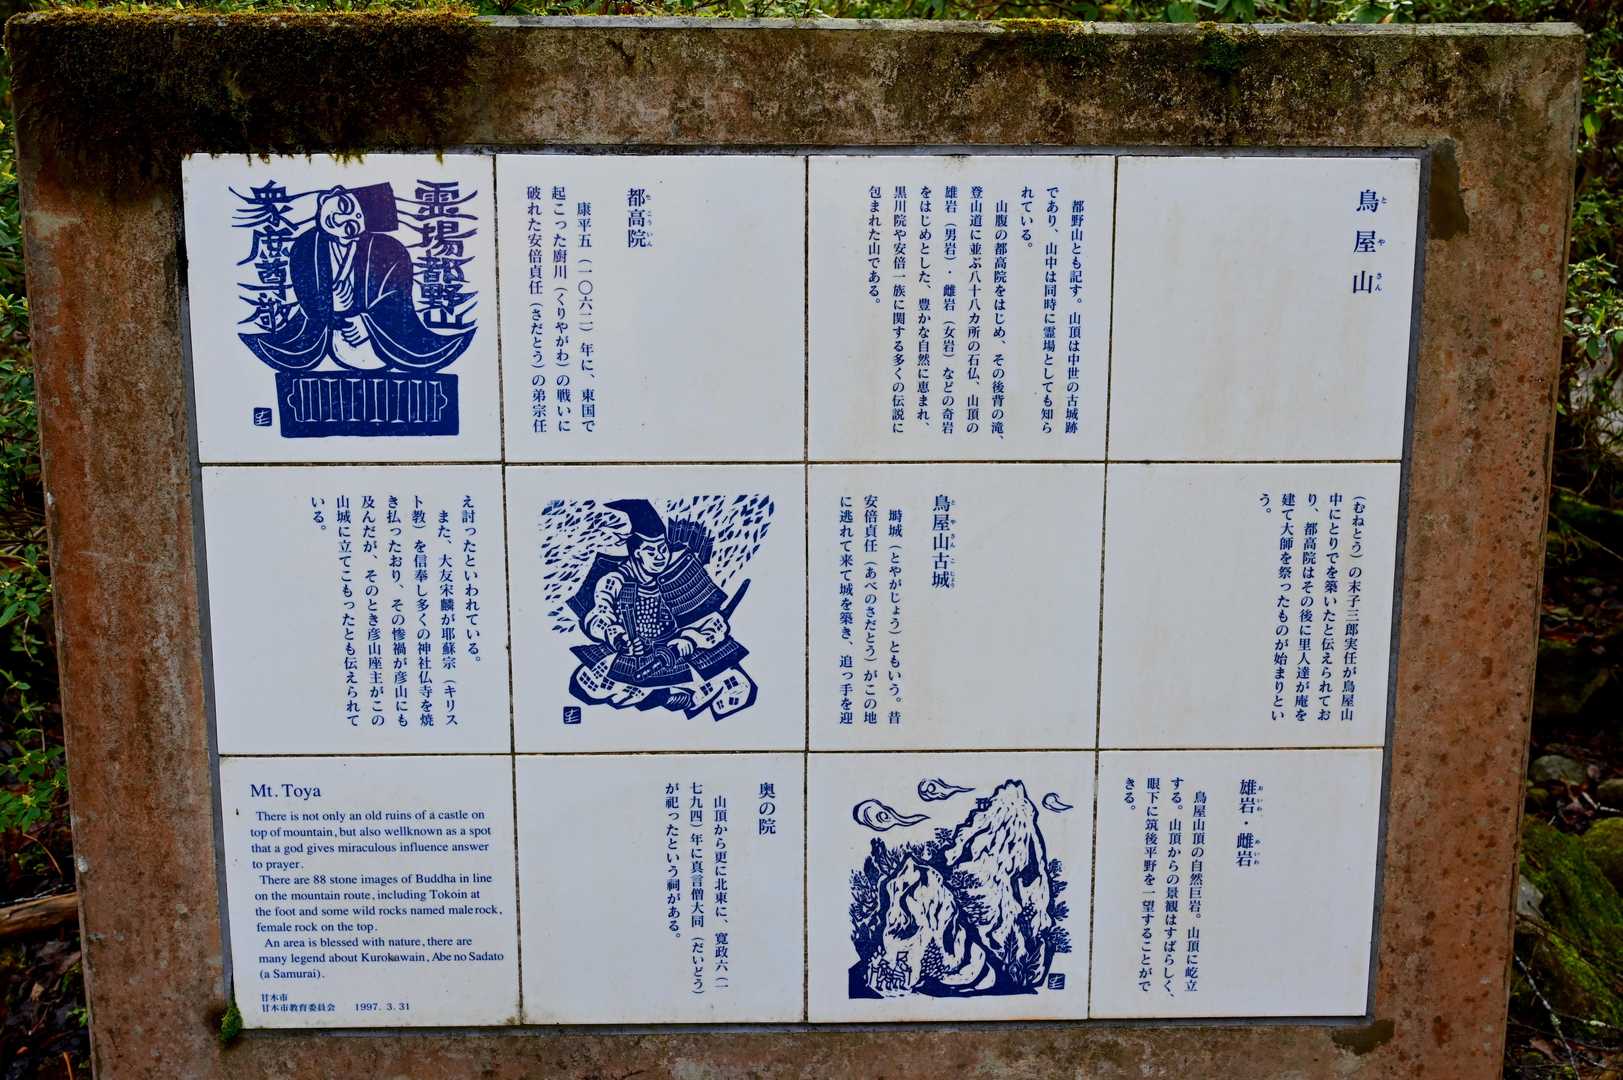 鳥屋山
とやさん
都野山とも記す。山頂は中世の古城跡
であり、山中は同時に霊場としても知ら
れている。
山腹の都高院をはじめ、その後背の滝、
登山道に並ぶ八十八カ所の石仏、山頂の
雄岩（男岩）・雌岩（女岩）などの奇岩
をはじめとした、豊かな自然に恵まれ、
黒川院や安倍一族に関する多くの伝説に
包まれた山である。
都高院
とこういん
康平五（一〇六二）年に、東国で
起こった厨川（くりやがわ）の戦いに
破れた安倍貞任（さだとう）の弟宗任
霊場都野山
衆庶尊敬
（むねとう）の末子三郎実任が鳥屋山
中にとりでを築いたと伝えられてお
り、都高院はその後に里人達が庵を
建て大師を祭ったものが始まりとい
う。
鳥屋山古城
とやさんこじょう
塒城（とやがじょう）ともいう。昔
安倍貞任（あべのさだとう）がこの地
に逃れて来て城を築き、追っ手を迎
え討ったといわれている。
また、大友宋麟が耶蘇宗（キリス
ト教）を信奉し多くの神社仏寺を焼
き払ったおり、その惨禍が彦山にも
及んだが、そのとき彦山座主がこの
山城に立てこもったとも伝えられて
いる。
雄岩・雌岩
おいわ めいわ
鳥屋山頂の自然巨岩。山頂に屹立
する。山頂からの景観はすばらしく、
眼下に筑後平野を一望することがで
きる。
奥の院
山頂から更に北東に、寛政六（一
七九四）年に真言僧大同（だいどう）
が祀ったという祠がある。
Mt. Toya
There is not only an old ruins of a castle on
top of mountain, but also wellknown as a spot
that a god gives miraculous influence answer
to prayer.
There are 88 stone images of Buddha in line
on the mountain route, including Tokoin at
the foot and some wild rocks named male rock,
female rock on the top.
An area is blessed with nature, there are
many legend about Kurokawain, Abe no Sadato
(a Samurai).
甘木市
甘木市教育委員会 1997. 3. 31